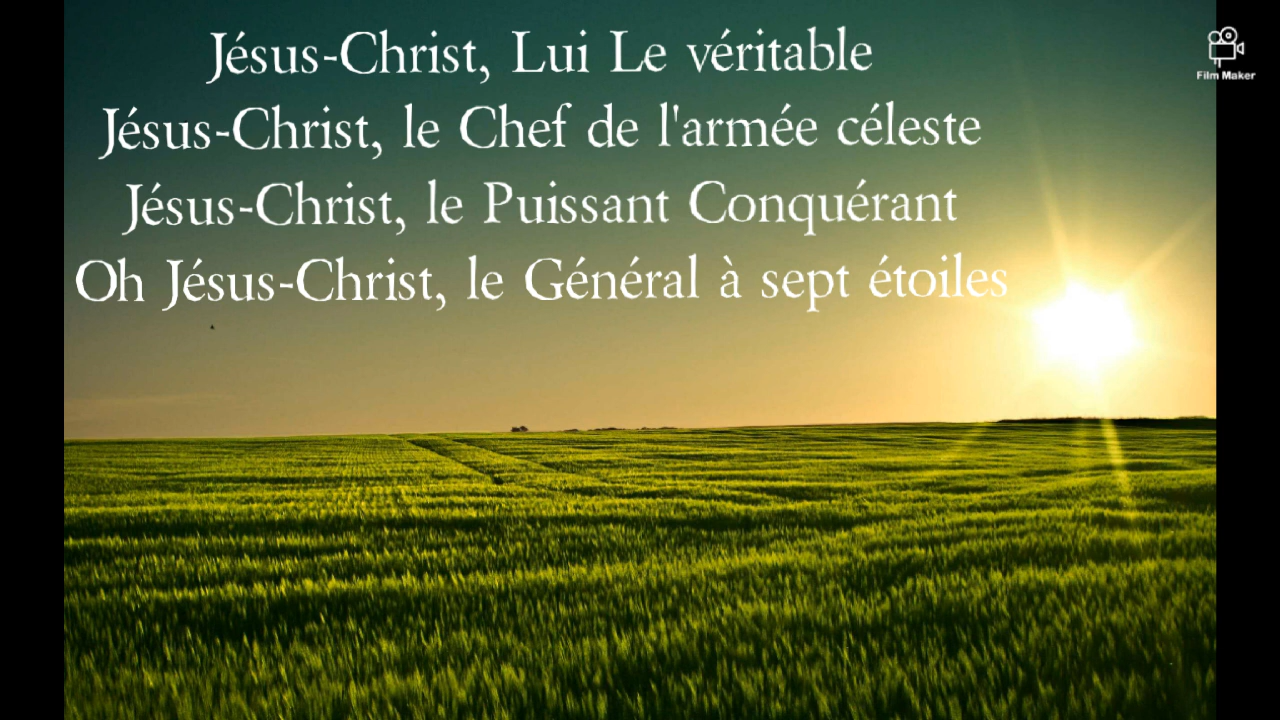 Jésus-Christ, Lui Le véritable
Jésus-Christ, le Chef de l'armée céleste
Jésus-Christ, le Puissant Conquérant
Oh Jésus-Christ, le Général à sept étoiles
Film Maker